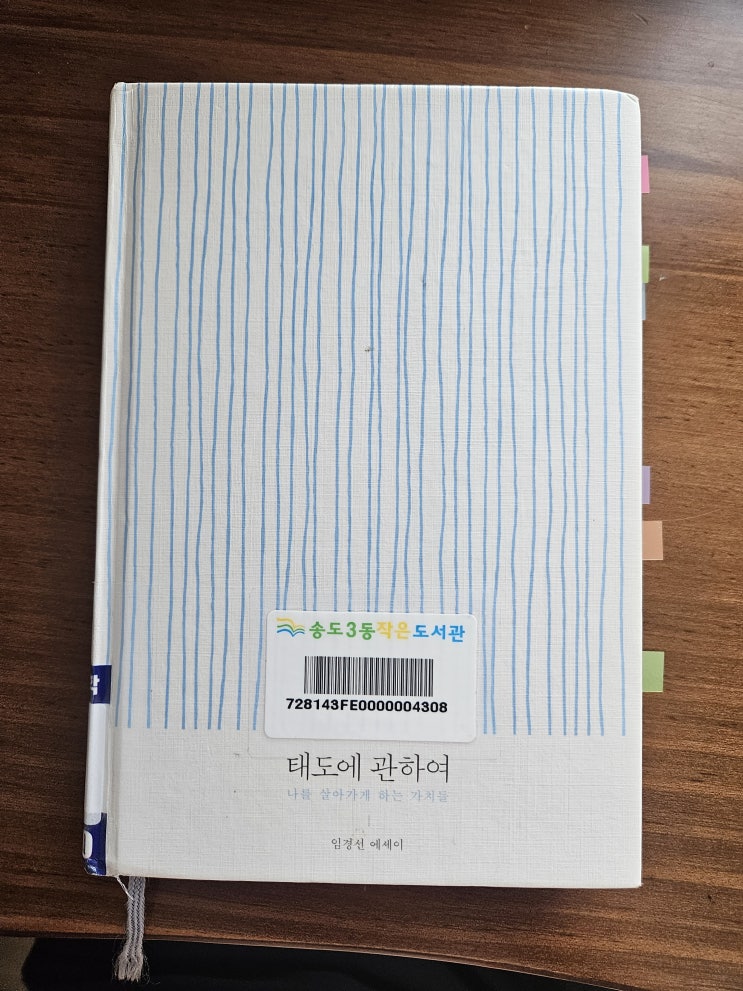 송도3동작은도서관
728143FE0000004308
태도에 관하여
나를 살아가게 하는 가치들
임경선 에세이